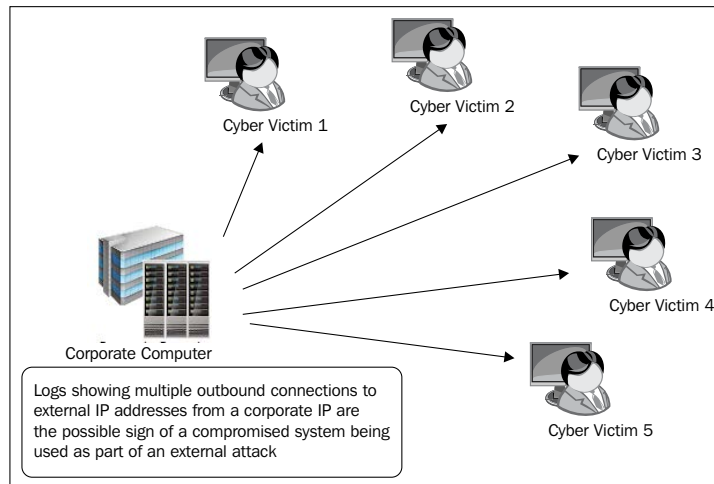 Cyber Victim 1
Cyber Victim 2
Cyber Victim 3
Cyber Victim 4
Cyber Victim 5
Corporate Computer
Logs showing multiple outbound connections to
external IP addresses from a corporate IP are
the possible sign of a compromised system being
used as part of an external attack